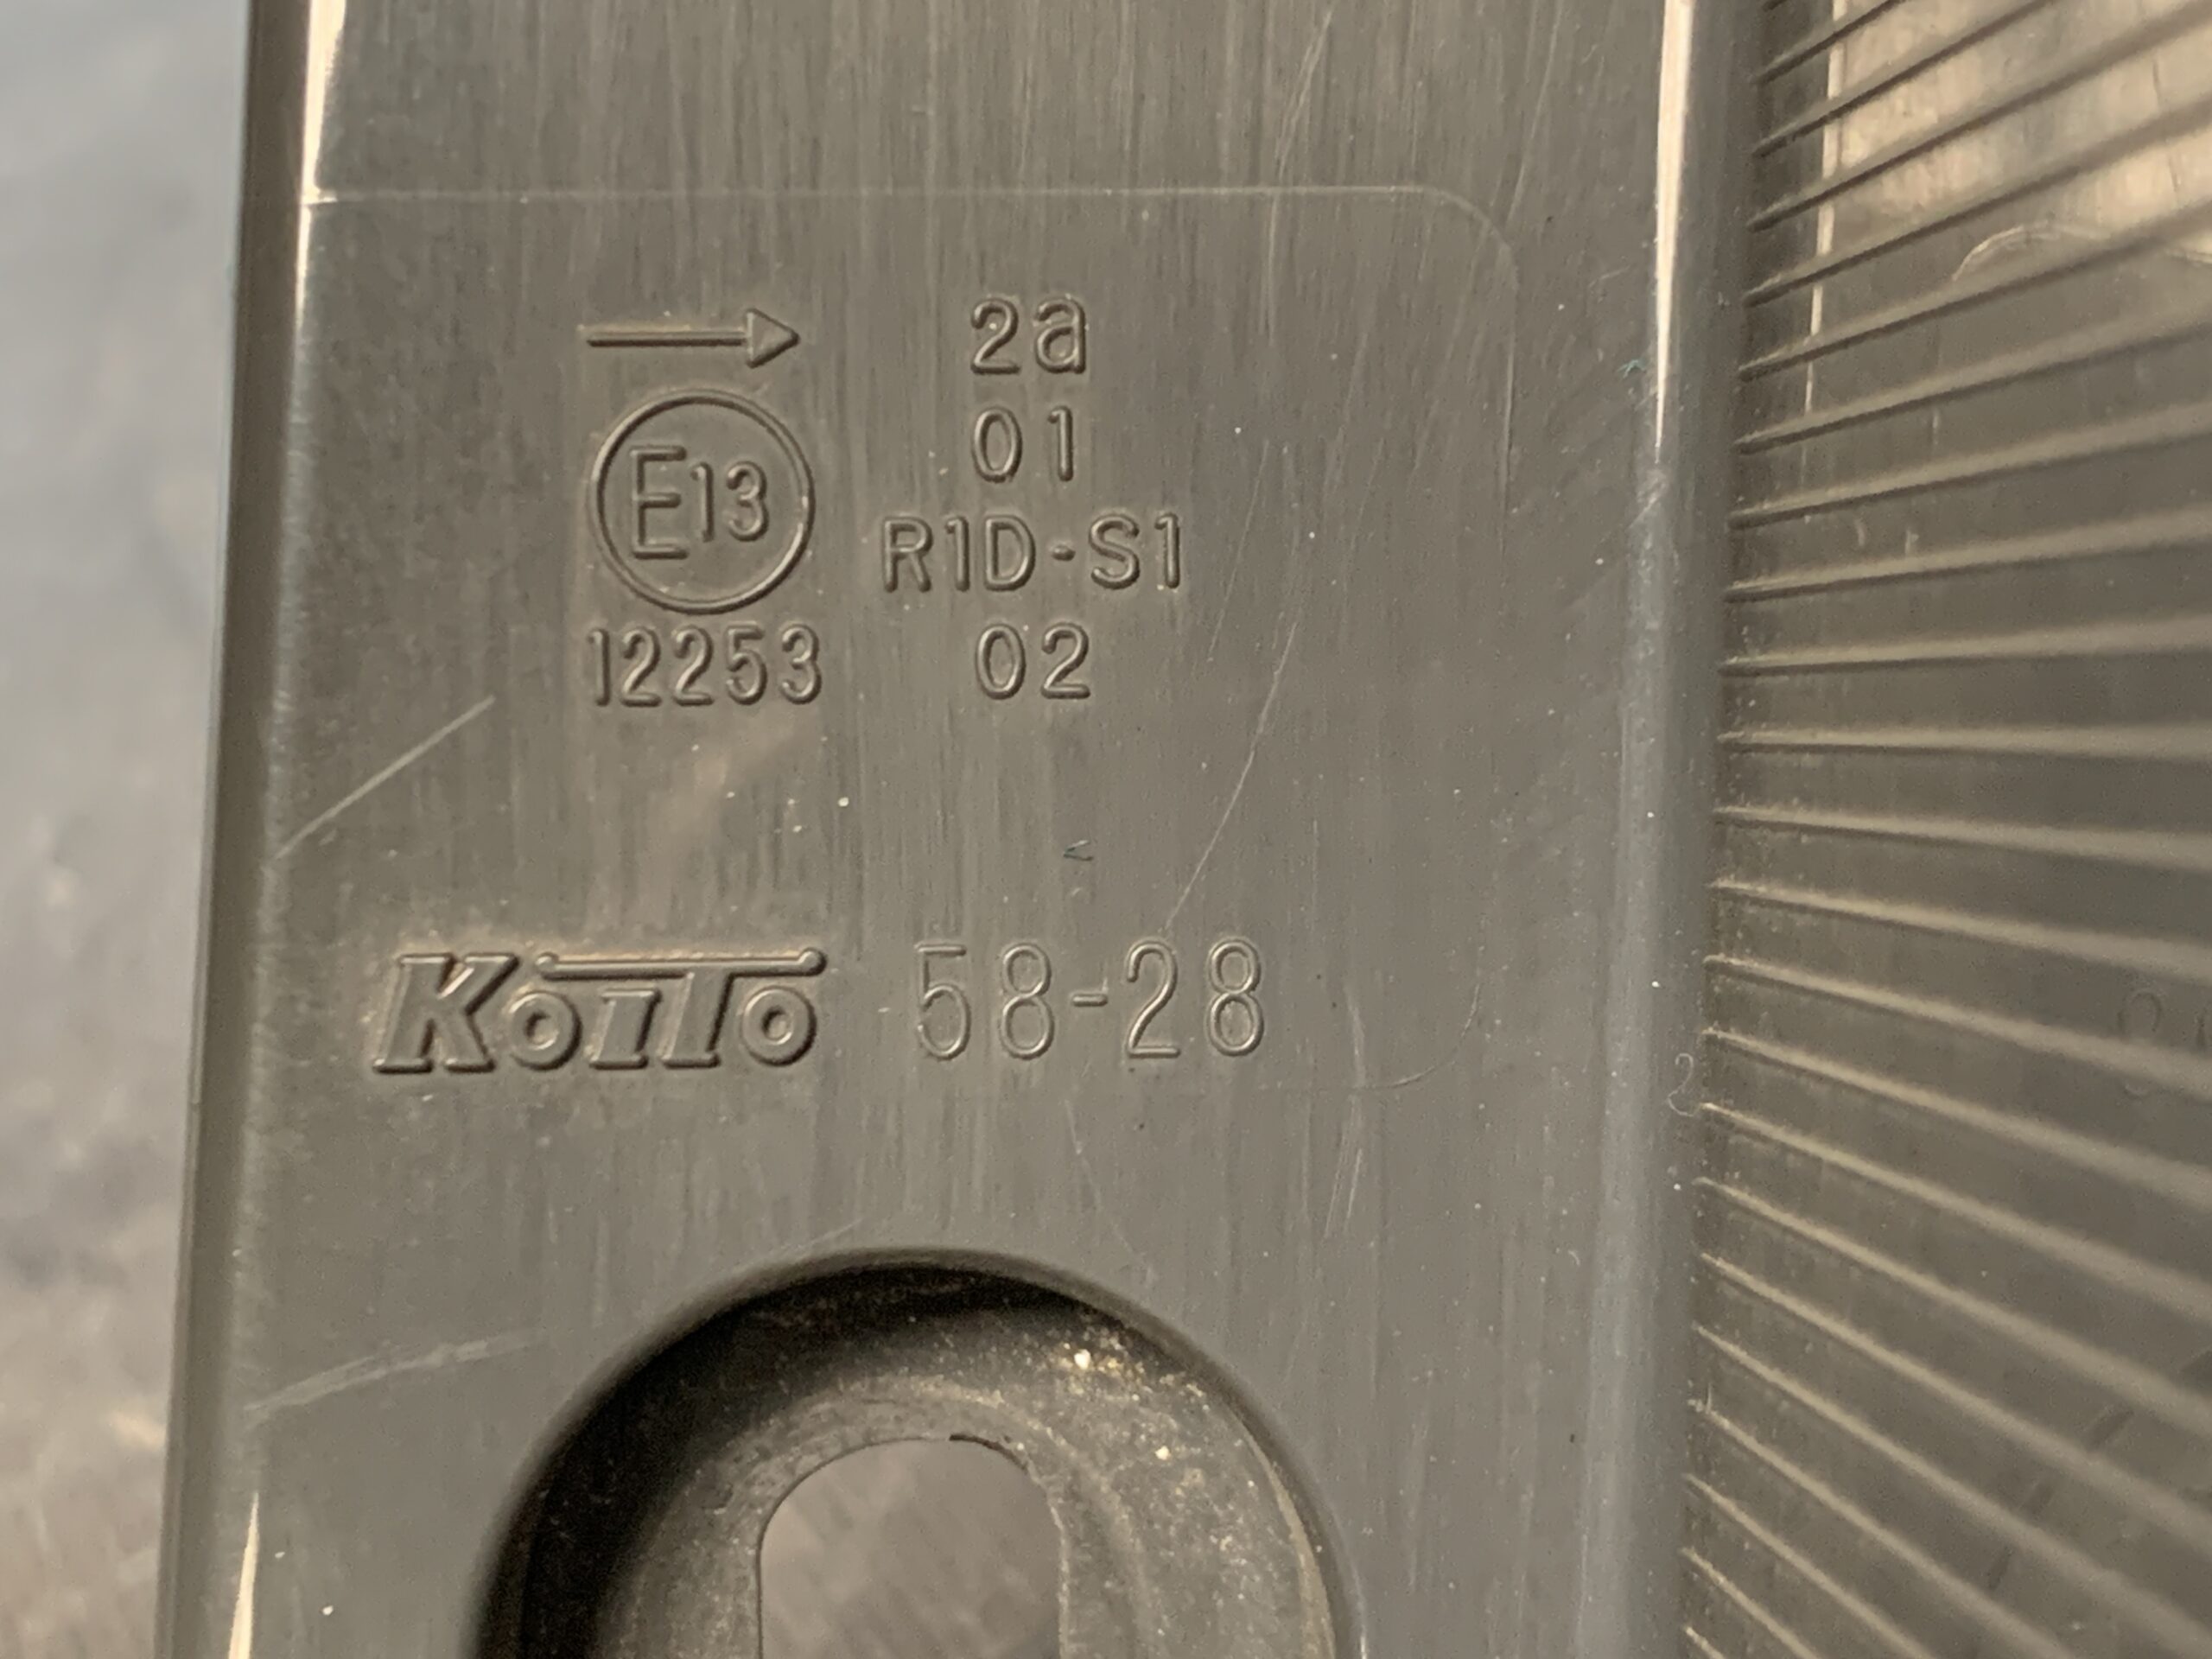 → 2a
01
E13
R1D-S1
12253 02
KOITO 58-28